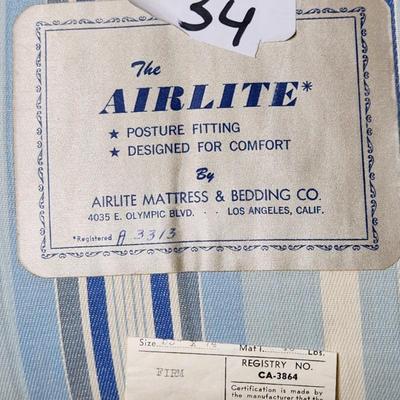 34
The
AIRLITE*
★ POSTURE FITTING
★ DESIGNED FOR COMFORT
By
AIRLITE MATTRESS & BEDDING CO.
4035 E. OLYMPIC BLVD. · · LOS ANGELES, CALIF.
*Registered A 3313
Size Mat'l. Lbs.
FIRM
REGISTRY NO.
CA-3864
Certification is made by
the manufacturer that the